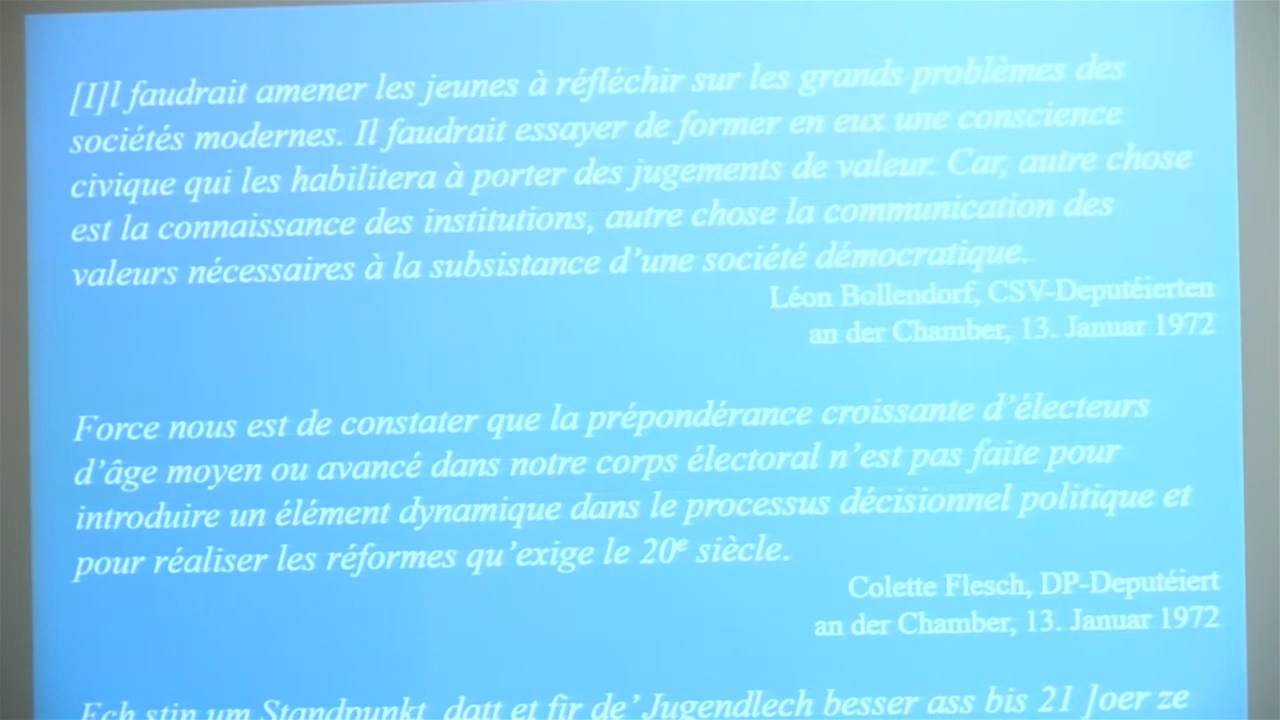 [I]l faudrait amener les jeunes à réfléchir sur les grands problèmes des
sociétés modernes. Il faudrait essayer de former en eux une conscience
civique qui les habilitera à porter des jugements de valeur. Car, autre chose
est la connaissance des institutions, autre chose la communication des
valeurs nécessaires à la subsistance d’une société démocratique.
Léon Bollendorf, CSV-Deputéierten
an der Chamber, 13. Januar 1972
Force nous est de constater que la prépondérance croissante d’électeurs
d’âge moyen ou avancé dans notre corps électoral n’est pas faite pour
introduire un élément dynamique dans le processus décisionnel politique et
pour réaliser les réformes qu’exige le 20e siècle.
Colette Flesch, DP-Deputéiert
an der Chamber, 13. Januar 1972
Ech stin um Standpunkt, datt et fir de’ Jugendlech besser ass bis 21 Joer ze